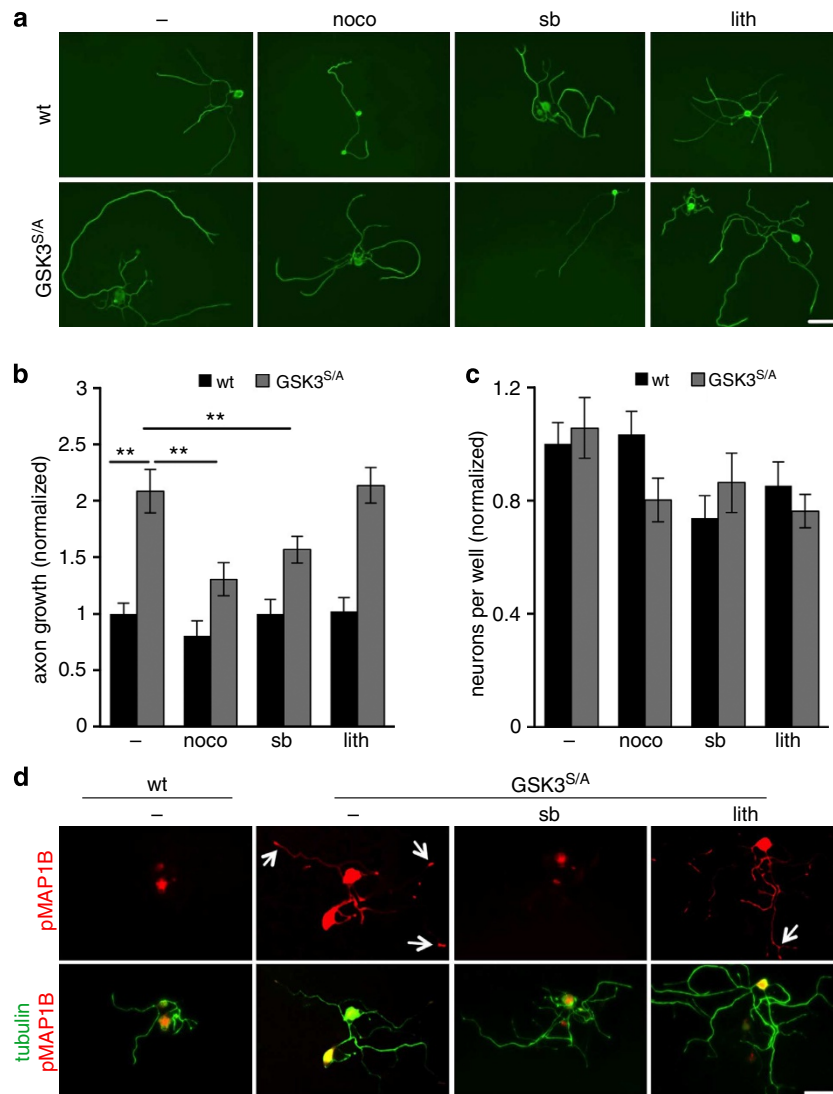 a
– noco sb lith
wt
GSK3S/A
b
wt GSK3S/A
axon growth (normalized)
3
2.5
2
1.5
1
0.5
0
** ** **
– noco sb lith
c
wt GSK3S/A
neurons per well (normalized)
1.2
0.8
0.4
0
– noco sb lith
d
wt GSK3S/A
– – sb lith
pMAP1B
tubulin
pMAP1B